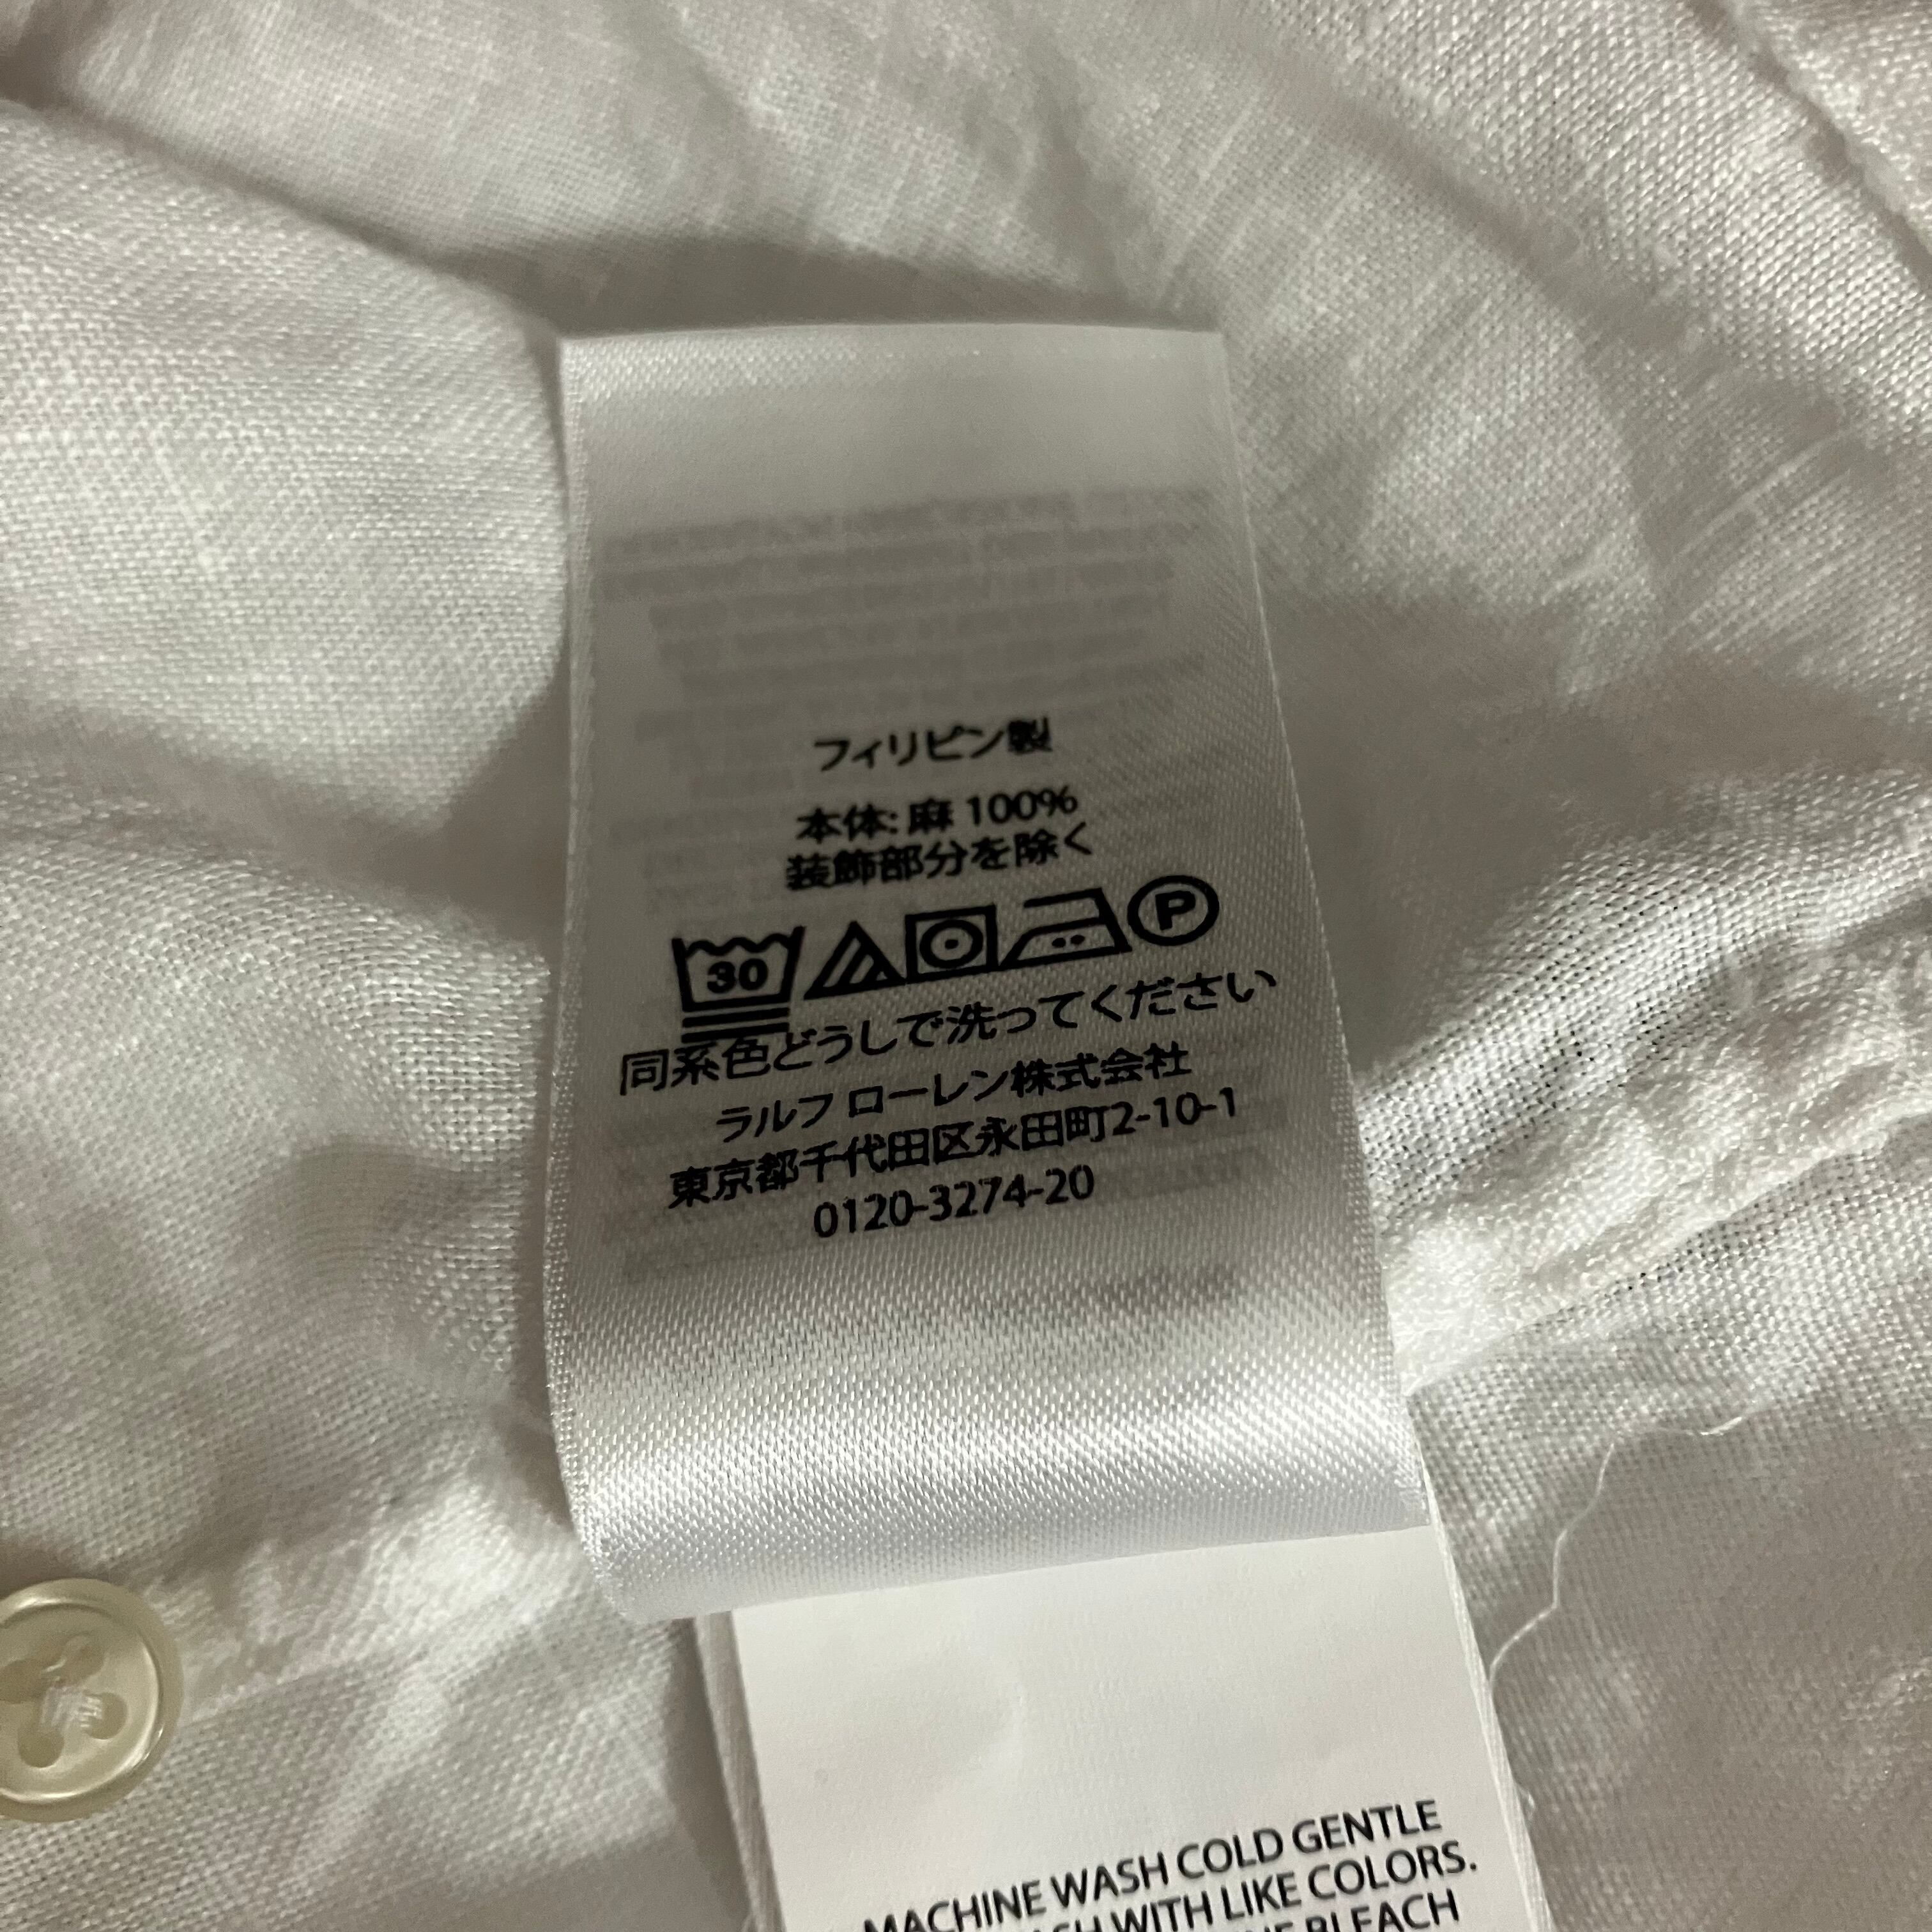 フィリピン製
本体: 麻 100%
装飾部分を除く
30 P
同系色どうしで洗ってください
ラルフ ローレン株式会社
東京都千代田区永田町2-10-1
0120-3274-20
MACHINE WASH COLD GENTLE
WITH LIKE COLORS.
BLEACH